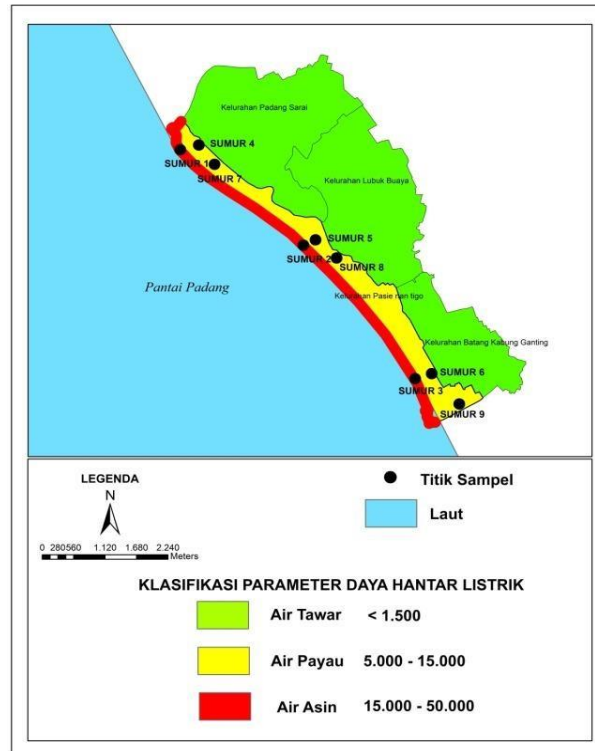 Kelurahan Padang Sarai
SUMUR 4
SUMUR 1
SUMUR 7
Kelurahan Lubuk Buaya
SUMUR 5
SUMUR 2
SUMUR 8
Pantai Padang
Kelurahan Pasie nan tigo
Kelurahan Batang Kabung Ganting
SUMUR 6
SUMUR 3
SUMUR 9
LEGENDA
N
0 280560 1.120 1.680 2.240
Meters
Titik Sampel
Laut
KLASIFIKASI PARAMETER DAYA HANTAR LISTRIK
Air Tawar < 1.500
Air Payau 5.000 - 15.000
Air Asin 15.000 - 50.000